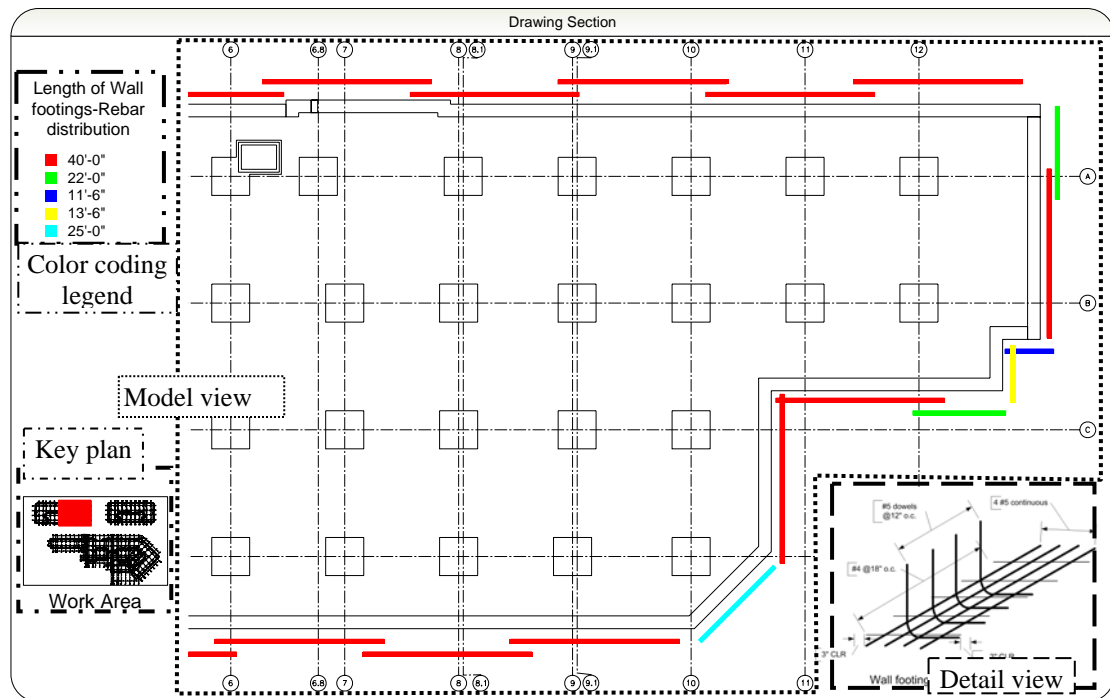 Drawing Section
6 6.8 7 8 8.1 9 9.1 10 11 12
Length of Wall
footings-Rebar
distribution
40'-0"
22'-0"
11'-6"
13'-6"
25'-0"
Color coding
legend
A
B
C
Model view
Key plan
Work Area
#5 dowels
@12" o.c.
4 #5 continuous
#4 @18" o.c.
3" CLR
3" CLR
Wall footing
Detail view
6 6.8 7 8 8.1 9 9.1 10 11